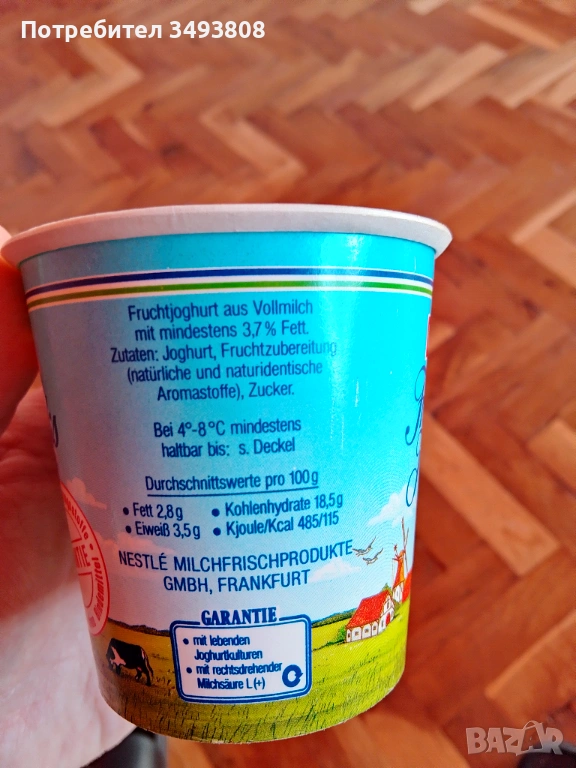 Потребител 3493808
Fruchtjoghurt aus Vollmilch
mit mindestens 3,7% Fett.
Zutaten: Joghurt, Fruchtzubereitung
(natürliche und naturidentische
Aromastoffe), Zucker.
Bei 4°-8°C mindestens
haltbar bis: s. Deckel
Durchschnittswerte pro 100g
• Fett 2,8g • Kohlenhydrate 18,5g
• Eiweiß 3,5g • Kjoule/Kcal 485/115
NESTLÉ MILCHFRISCHPRODUKTE
GMBH, FRANKFURT
GARANTIE
• mit lebenden
Joghurtkulturen
• mit rechtsdrehender
Milchsäure L(+)
BAZAR